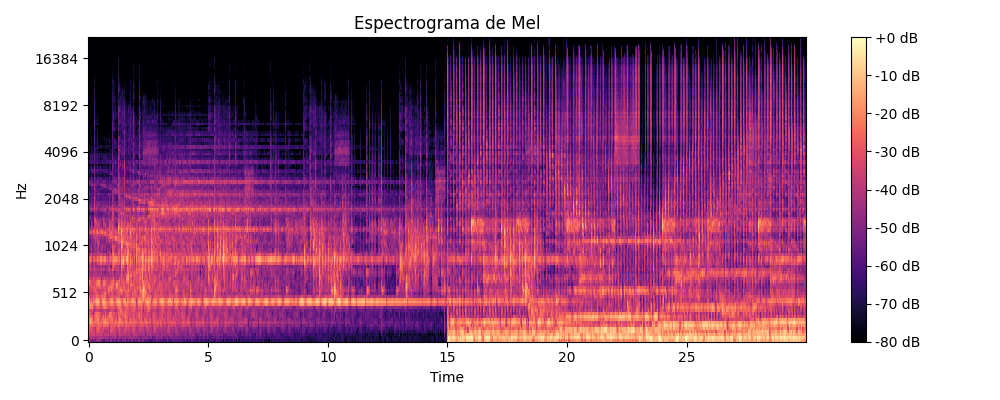 Espectrograma de Mel
Hz
16384
8192
4096
2048
1024
512
0
0 5 10 15 20 25
Time
+0 dB
-10 dB
-20 dB
-30 dB
-40 dB
-50 dB
-60 dB
-70 dB
-80 dB